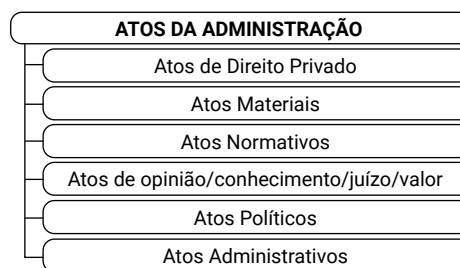 ATOS DA ADMINISTRAÇÃO
Atos de Direito Privado
Atos Materiais
Atos Normativos
Atos de opinião/conhecimento/juízo/valor
Atos Políticos
Atos Administrativos